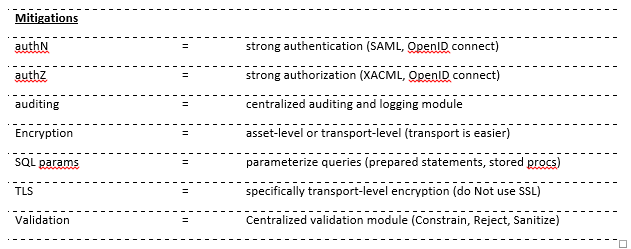 Mitigations
authN = strong authentication (SAML, OpenID connect)
authZ = strong authorization (XACML, OpenID connect)
auditing = centralized auditing and logging module
Encryption = asset-level or transport-level (transport is easier)
SQL params = parameterize queries (prepared statements, stored procs)
TLS = specifically transport-level encryption (do Not use SSL)
Validation = Centralized validation module (Constrain, Reject, Sanitize)